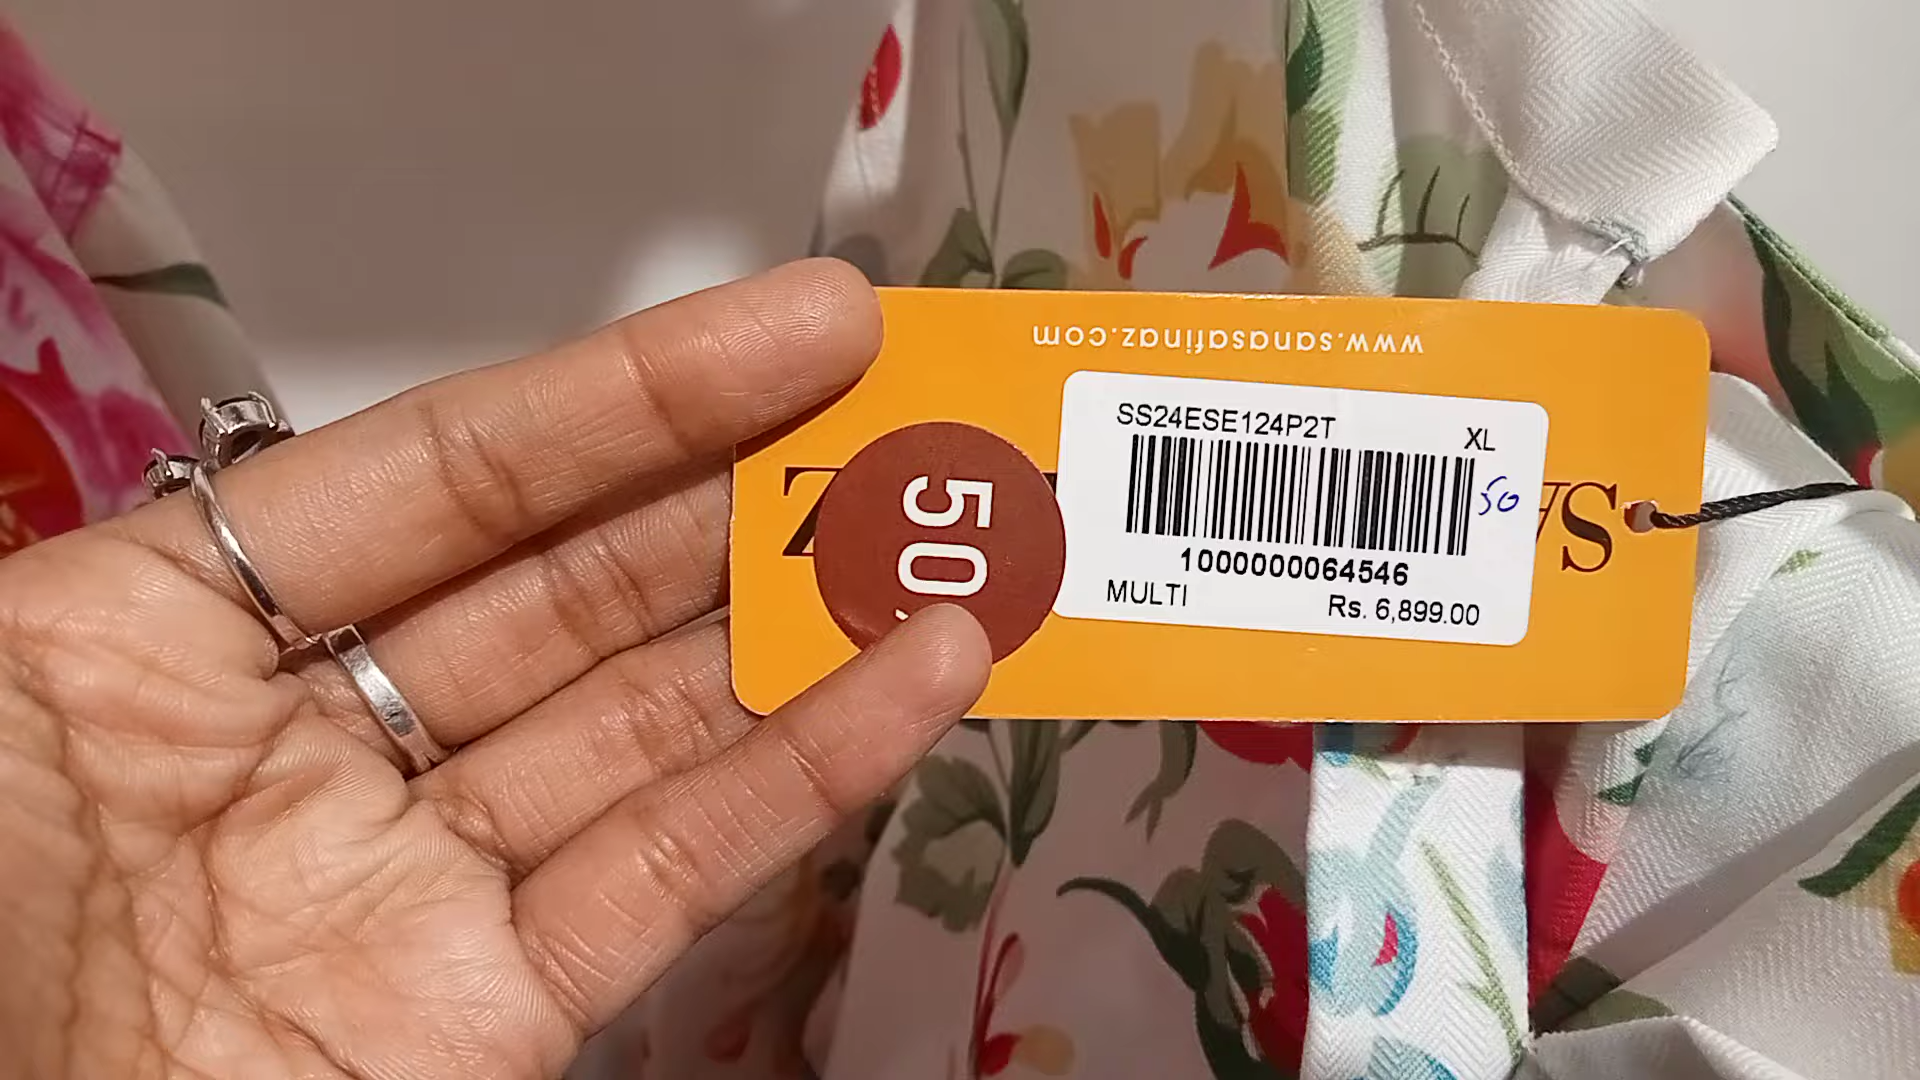 www.sanasafinaz.com
SS24ESE124P2T
XL
50
50
1000000064546
MULTI
Rs. 6,899.00